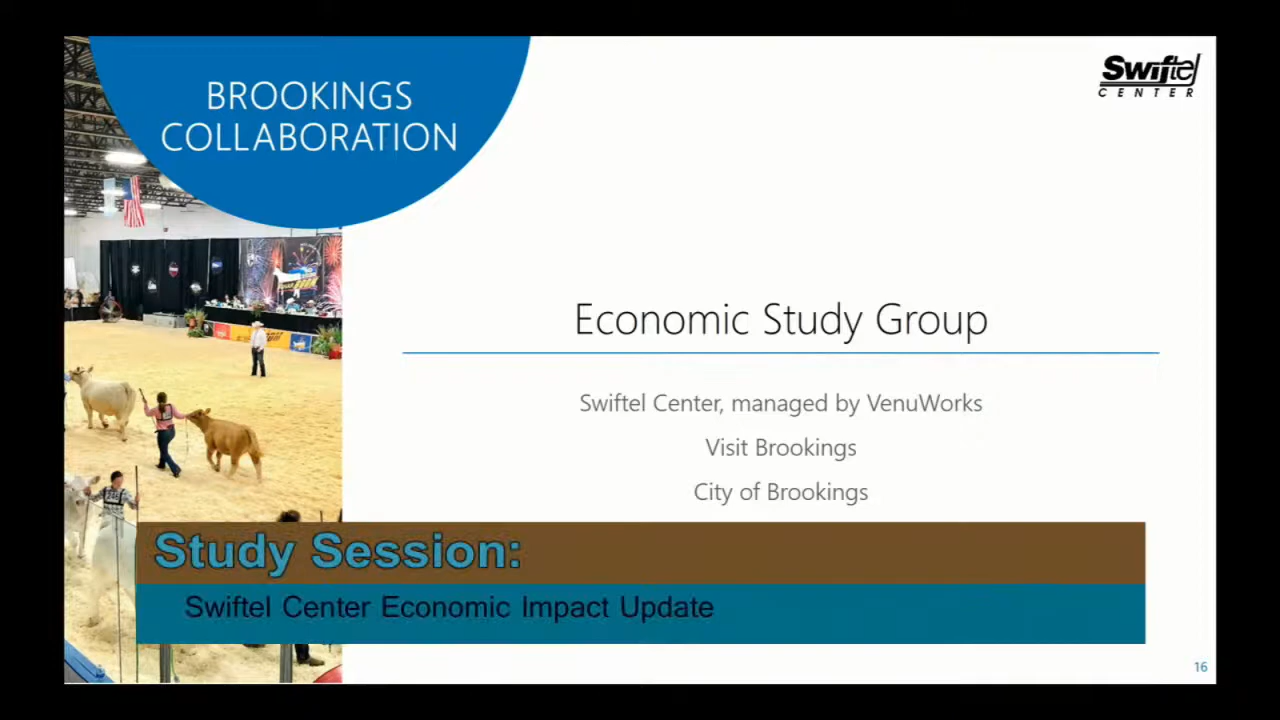 BROOKINGS
COLLABORATION
Swiftel
CENTER
Economic Study Group
Swiftel Center, managed by VenuWorks
Visit Brookings
City of Brookings
Study Session:
Swiftel Center Economic Impact Update
16